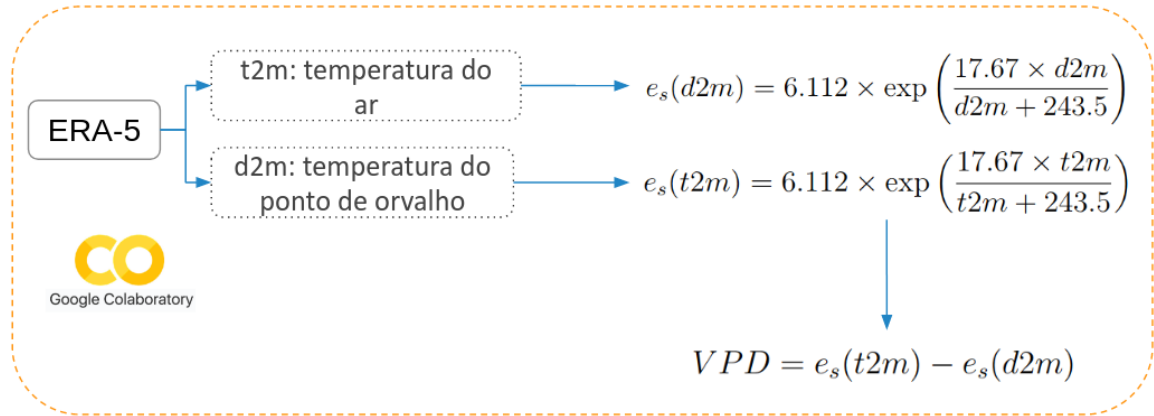 t2m: temperatura do
ar
e_s(d2m) = 6.112 × exp(17.67 × d2m / d2m + 243.5)
ERA-5
d2m: temperatura do
ponto de orvalho
e_s(t2m) = 6.112 × exp(17.67 × t2m / t2m + 243.5)
CO
Google Colaboratory
VPD = e_s(t2m) − e_s(d2m)